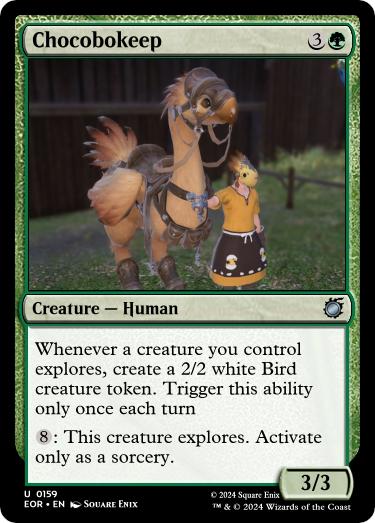 Chocobokeep 3
Creature — Human
Whenever a creature you control
explores, create a 2/2 white Bird
creature token. Trigger this ability
only once each turn
8: This creature explores. Activate
only as a sorcery.
3/3
U 0159
EOR • EN SQUARE ENIX
© 2024 Square Enix
™ & © 2024 Wizards of the Coast